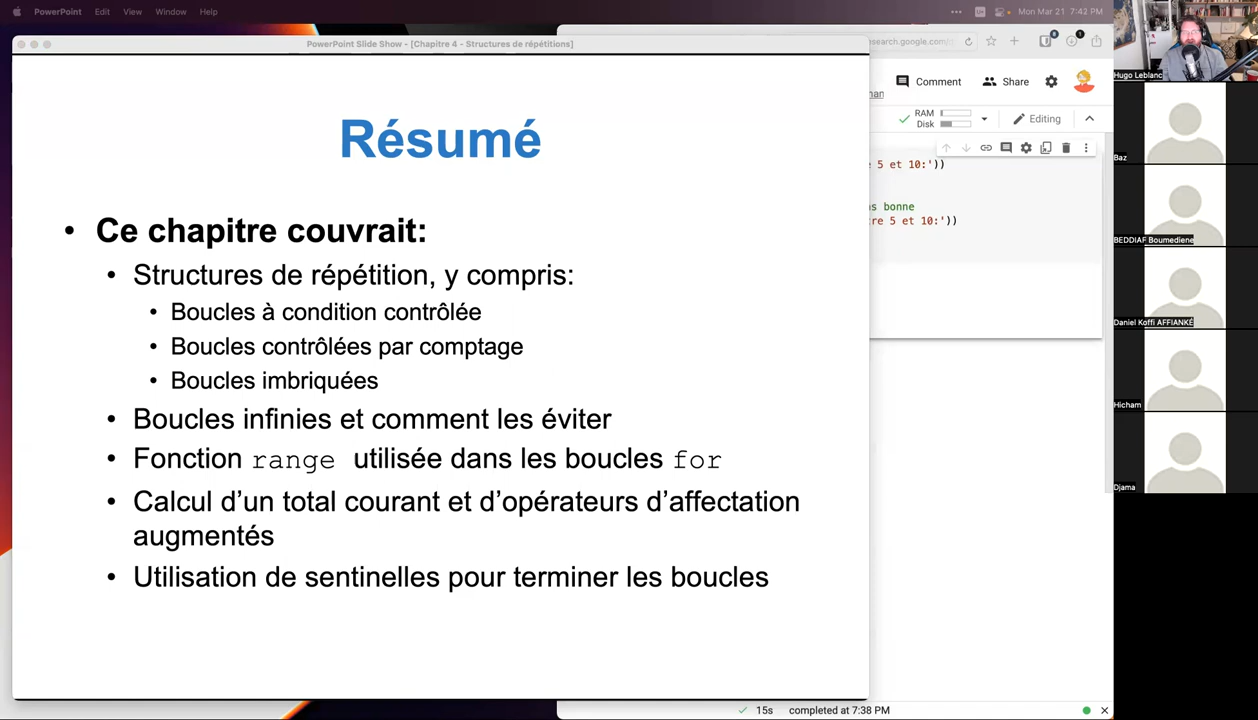 PowerPoint Edit View Window Help
Mon Mar 21 7:42 PM
PowerPoint Slide Show - [Chapitre 4 - Structures de répétitions]
Résumé
• Ce chapitre couvrait:
• Structures de répétition, y compris:
• Boucles à condition contrôlée
• Boucles contrôlées par comptage
• Boucles imbriquées
• Boucles infinies et comment les éviter
• Fonction range utilisée dans les boucles for
• Calcul d’un total courant et d’opérateurs d’affectation
augmentés
• Utilisation de sentinelles pour terminer les boucles
search.google.com
Comment Share
RAM
Disk
Editing
e 5 et 10:'))
as bonne
tre 5 et 10:'))
15s completed at 7:38 PM
Hugo Leblanc
Baz
BEDDIAF Boumediene
Daniel Koffi AFFIANKÉ
Hicham
Djama